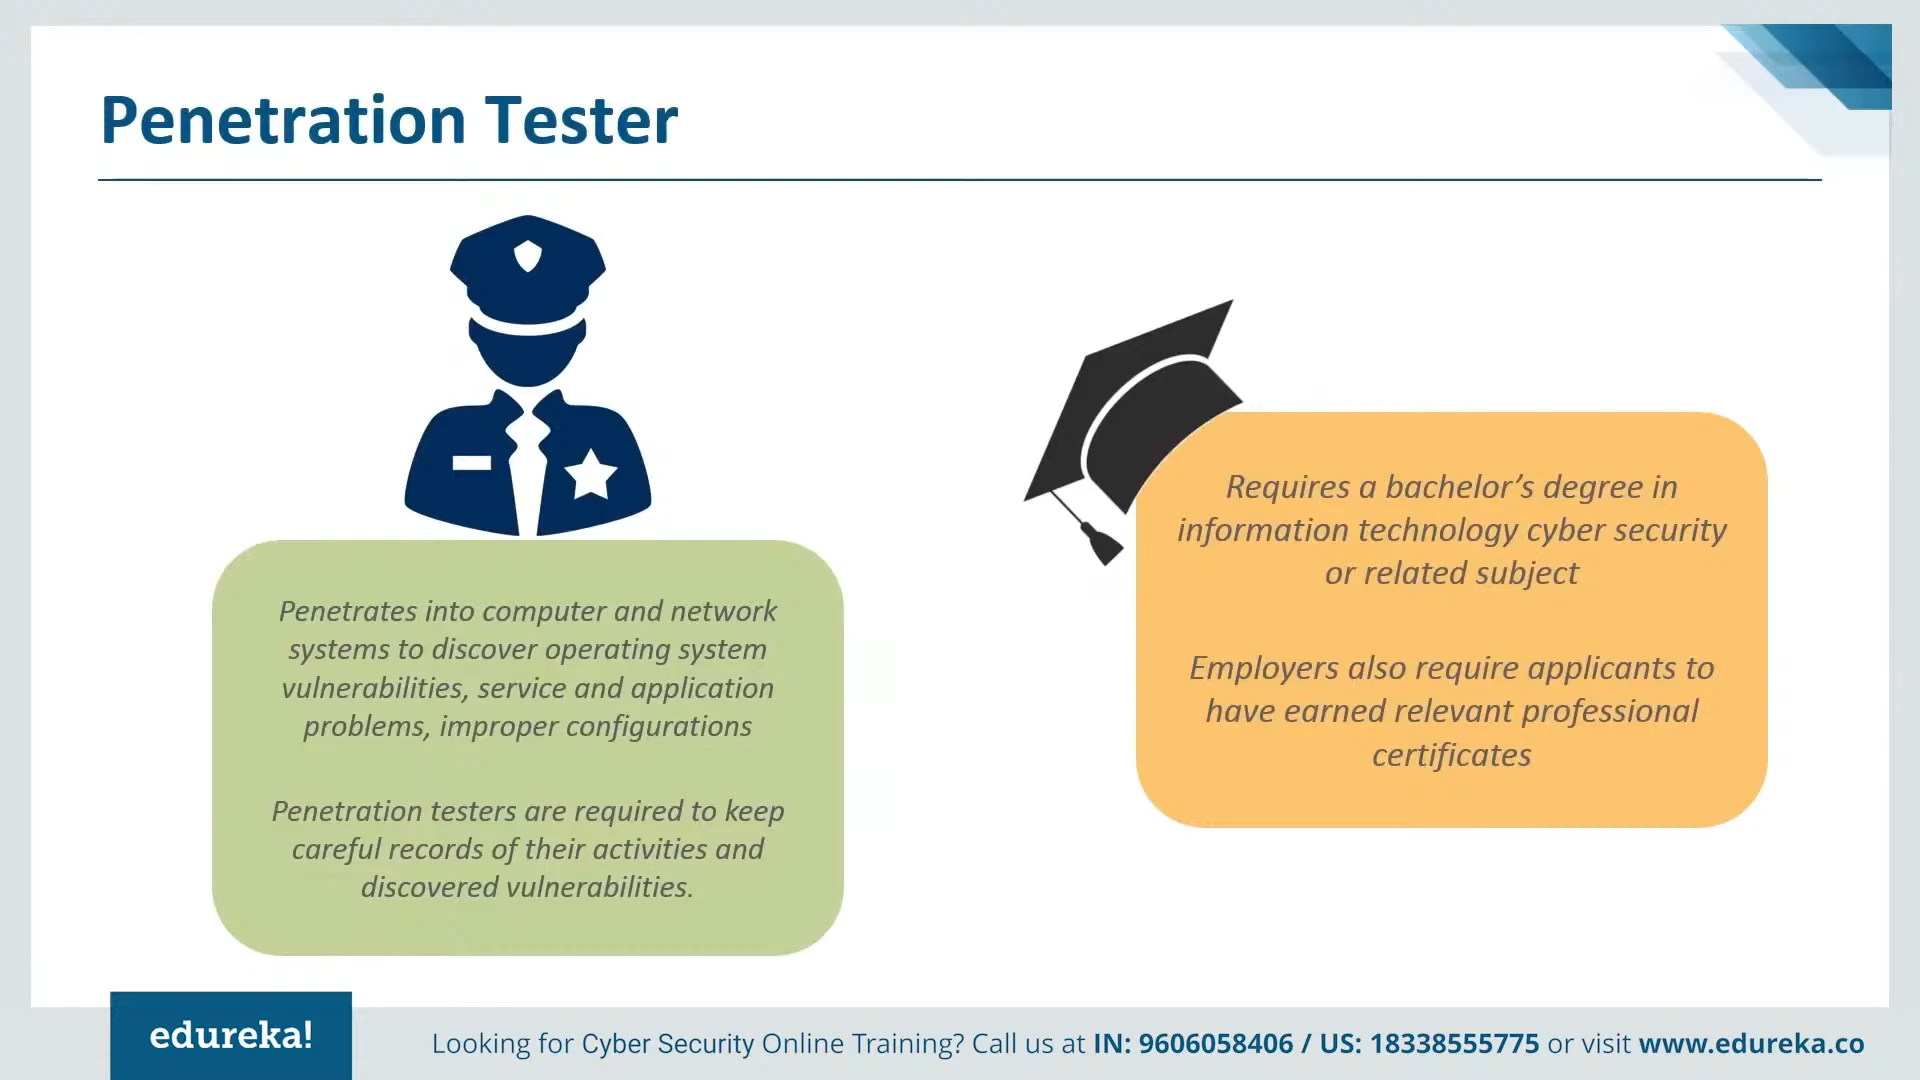 Penetration Tester
Penetrates into computer and network
systems to discover operating system
vulnerabilities, service and application
problems, improper configurations
Penetration testers are required to keep
careful records of their activities and
discovered vulnerabilities.
Requires a bachelor’s degree in
information technology cyber security
or related subject
Employers also require applicants to
have earned relevant professional
certificates
edureka!
Looking for Cyber Security Online Training? Call us at IN: 9606058406 / US: 18338555775 or visit www.edureka.co